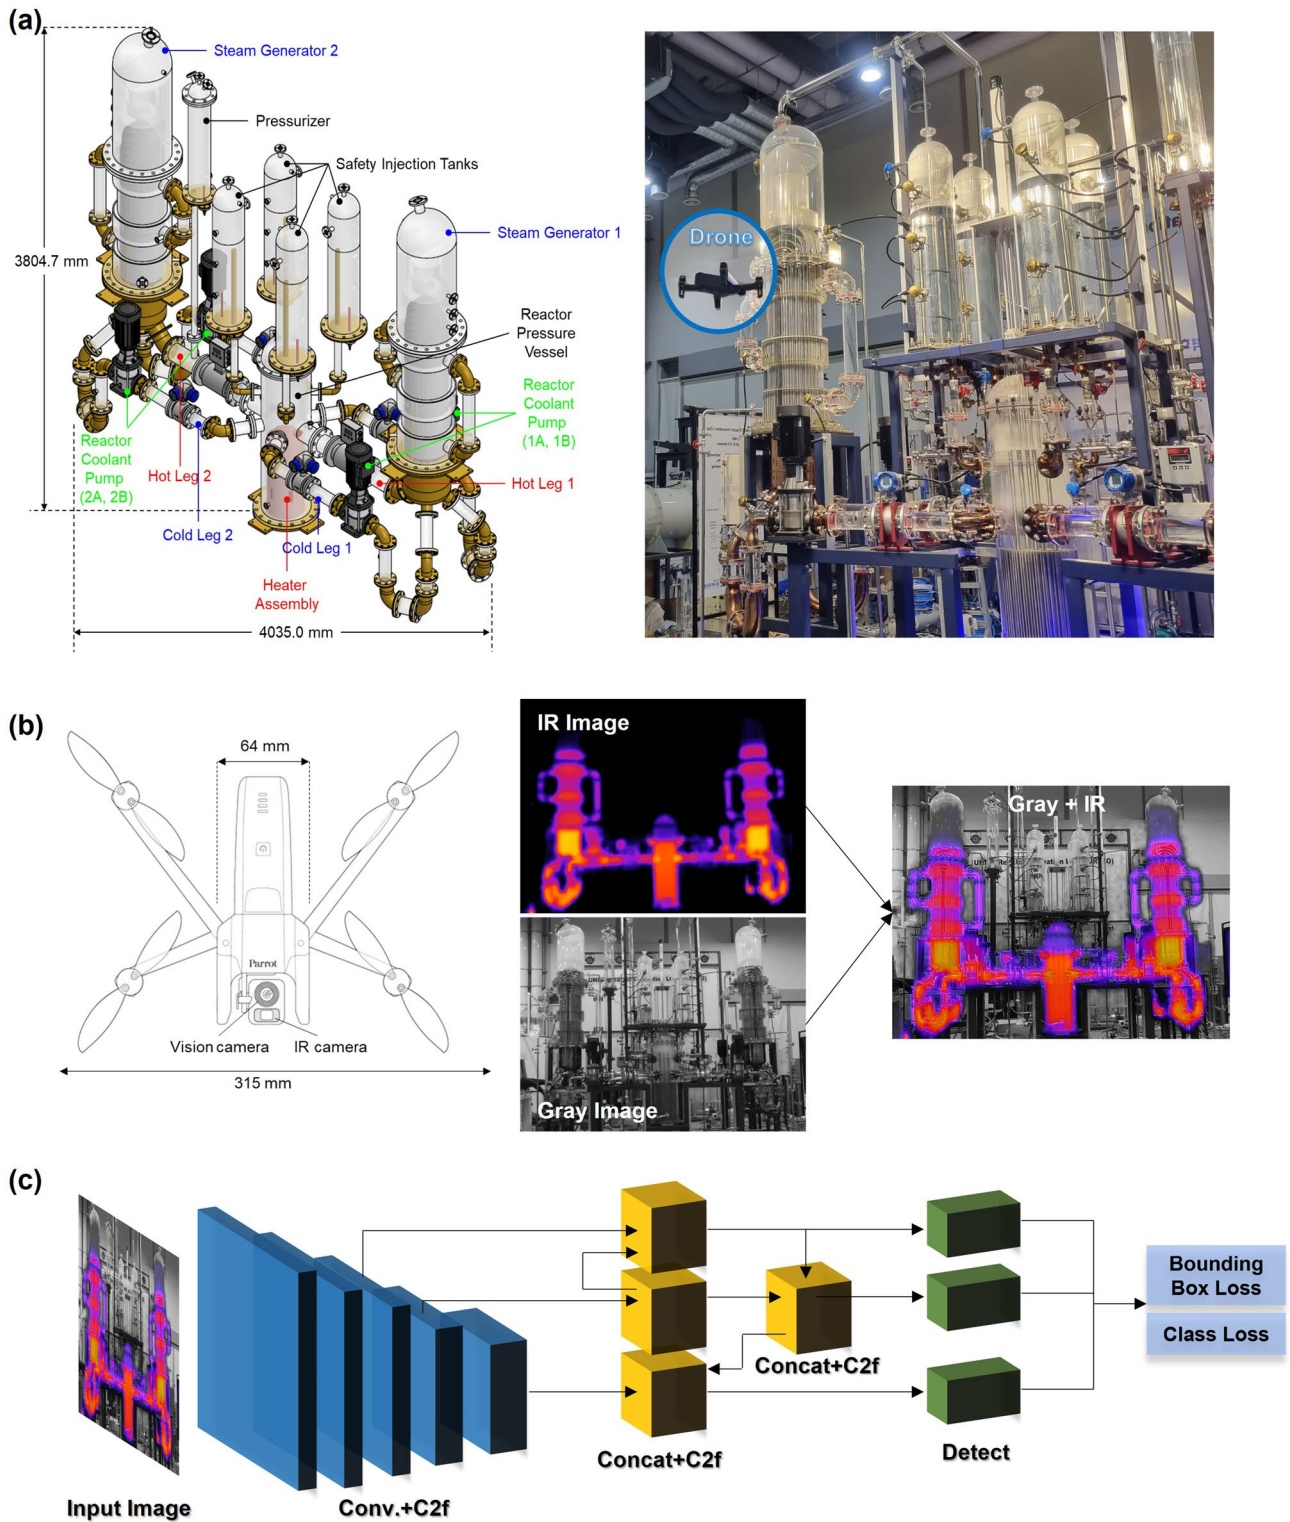 (a)
Steam Generator 2
Pressurizer
Safety Injection Tanks
Steam Generator 1
3804.7 mm
Reactor
Pressure
Vessel
Reactor
Coolant
Pump
(1A, 1B)
Reactor
Coolant
Pump
(2A, 2B)
Hot Leg 2
Hot Leg 1
Cold Leg 2
Cold Leg 1
Heater
Assembly
4035.0 mm
Drone
(b)
64 mm
Parrot
Vision camera
IR camera
315 mm
IR Image
Gray Image
Gray + IR
(c)
Input Image
Conv.+C2f
Concat+C2f
Concat+C2f
Detect
Bounding
Box Loss
Class Loss